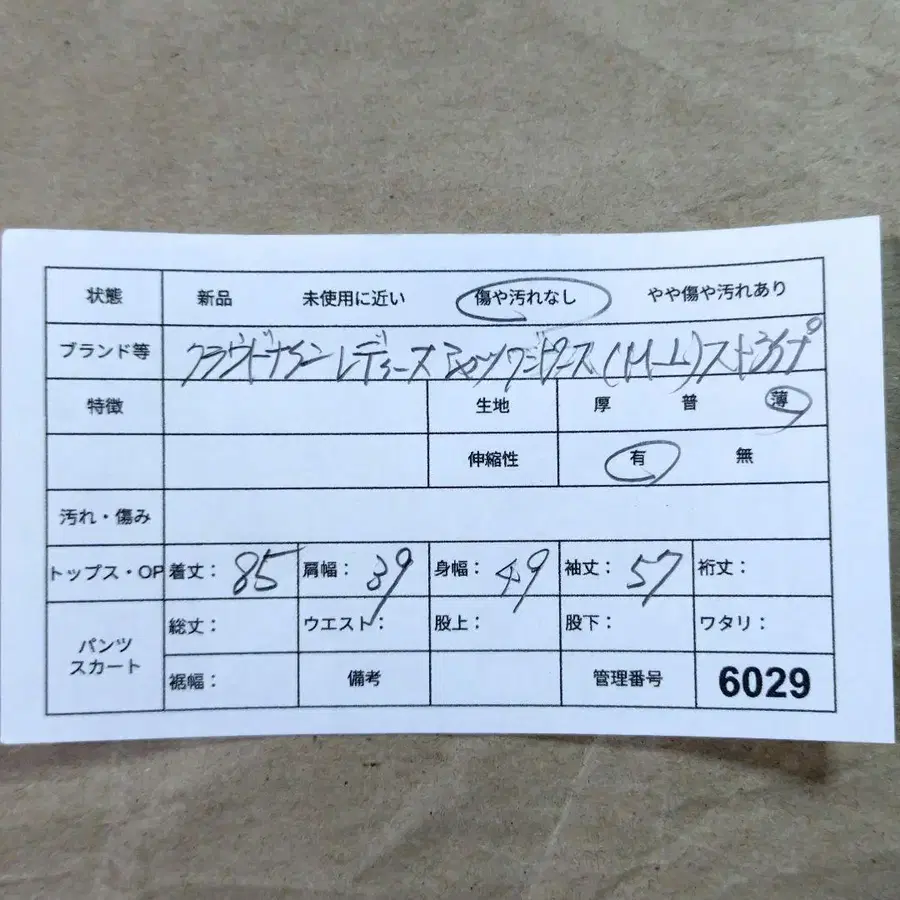 状態 新品 未使用に近い 傷や汚れなし やや傷や汚れあり
ブランド等 クラウドナイン レディース シャツワンピース (M-L) ストライプ
特徴 生地 厚 普 薄
伸縮性 有 無
汚れ・傷み
トップス・OP 着丈: 85 肩幅: 39 身幅: 49 袖丈: 57 裄丈:
パンツ
スカート
総丈: ウエスト: 股上: 股下: ワタリ:
裾幅: 備考 管理番号 6029